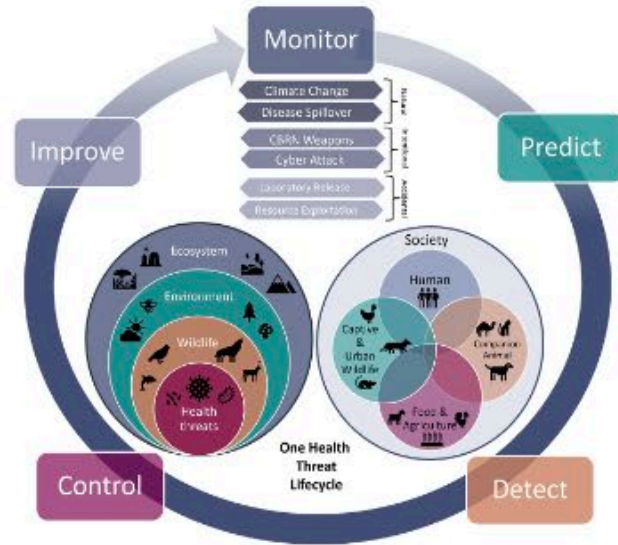 Monitor
Climate Change
Disease Spillover
Natural
CBRN Weapons
Cyber Attack
Intentional
Laboratory Release
Resource Exploitation
Accidental
Improve
Predict
Ecosystem
Environment
Wildlife
Health
threats
Society
Human
Captive
&
Urban
Wildlife
Companion
Animal
Food &
Agriculture
One Health
Threat
Lifecycle
Control
Detect